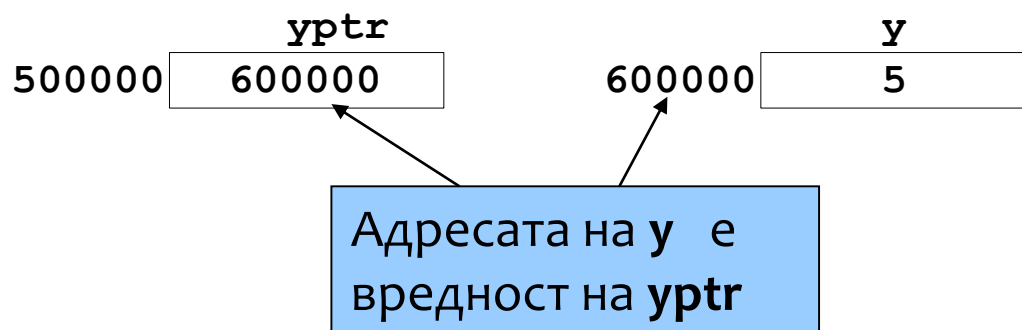 yptr y
500000 600000 600000 5
Адресата на y е
вредност на yptr